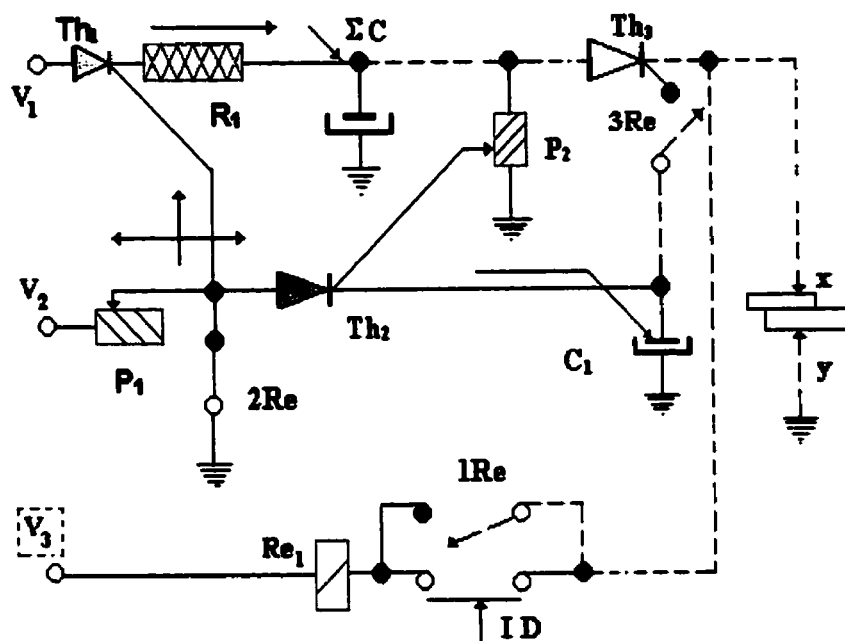 Th₁
ΣC
Th₃
V₁
R₁
3Re
P₂
V₂
Th₂
x
P₁
C₁
2Re
y
1Re
V₃
Re₁
ID